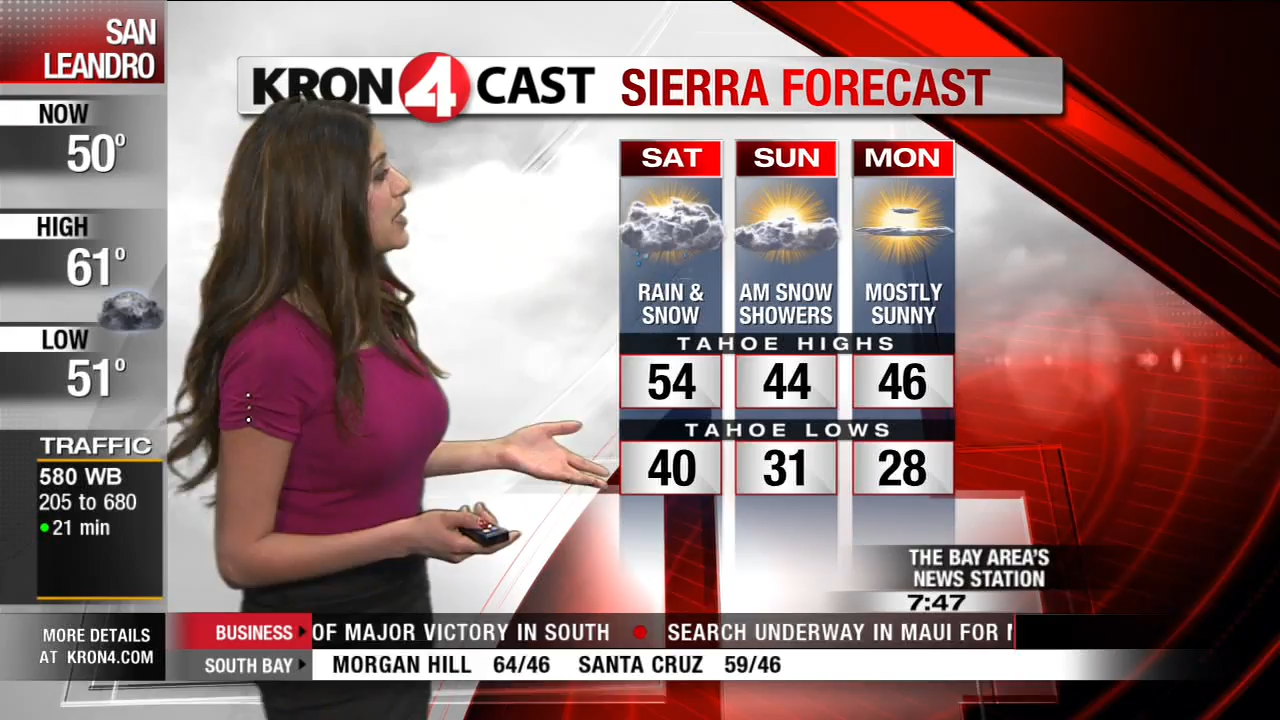 SAN
LEANDRO
NOW
50°
HIGH
61°
LOW
51°
TRAFFIC
580 WB
205 to 680
21 min
MORE DETAILS
AT KRON4.COM
KRON 4 CAST SIERRA FORECAST
SAT SUN MON
RAIN & SNOW
AM SNOW SHOWERS
MOSTLY SUNNY
TAHOE HIGHS
54 44 46
TAHOE LOWS
40 31 28
THE BAY AREA'S
NEWS STATION
7:47
BUSINESS OF MAJOR VICTORY IN SOUTH • SEARCH UNDERWAY IN MAUI FOR
SOUTH BAY MORGAN HILL 64/46 SANTA CRUZ 59/46